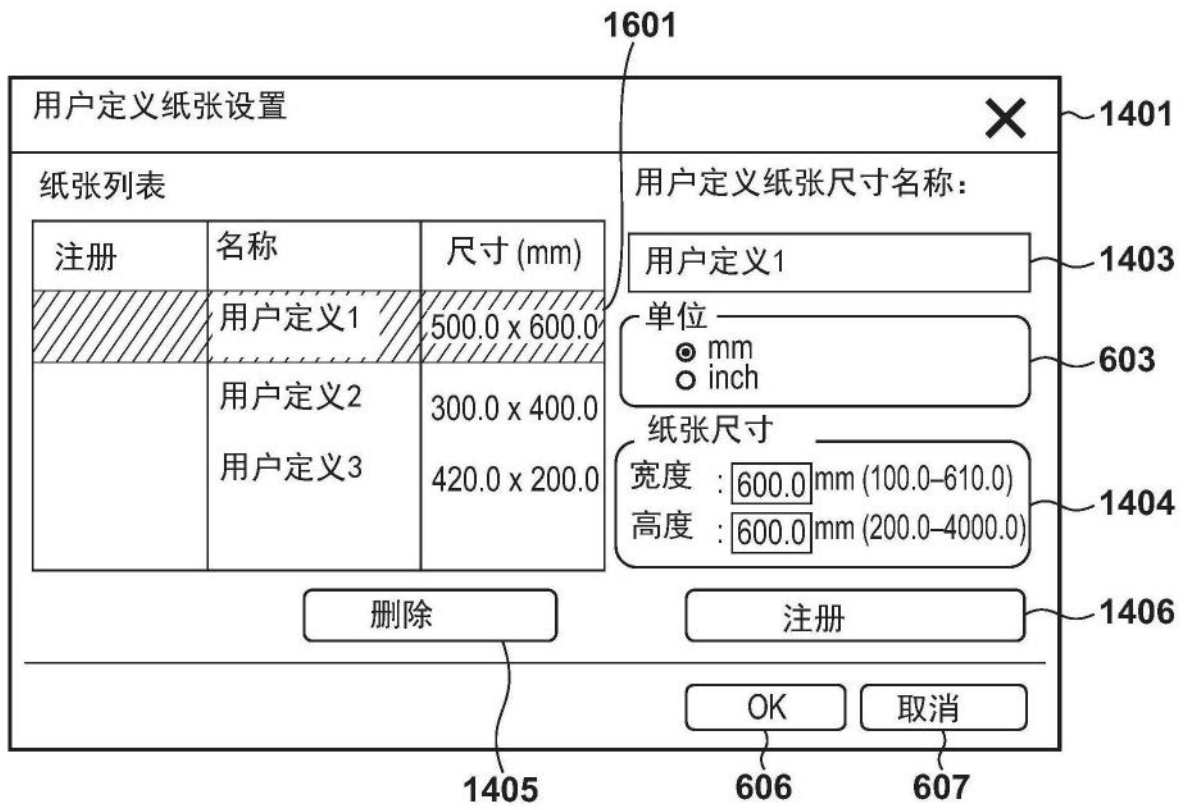 1601
用户定义纸张设置
1401
纸张列表
用户定义纸张尺寸名称：
注册 名称 尺寸 (mm)
用户定义1 500.0 x 600.0
用户定义2 300.0 x 400.0
用户定义3 420.0 x 200.0
用户定义1
1403
单位
mm
inch
603
纸张尺寸
宽度 : 600.0 mm (100.0–610.0)
高度 : 600.0 mm (200.0–4000.0)
1404
删除
注册
1406
OK
取消
1405
606
607